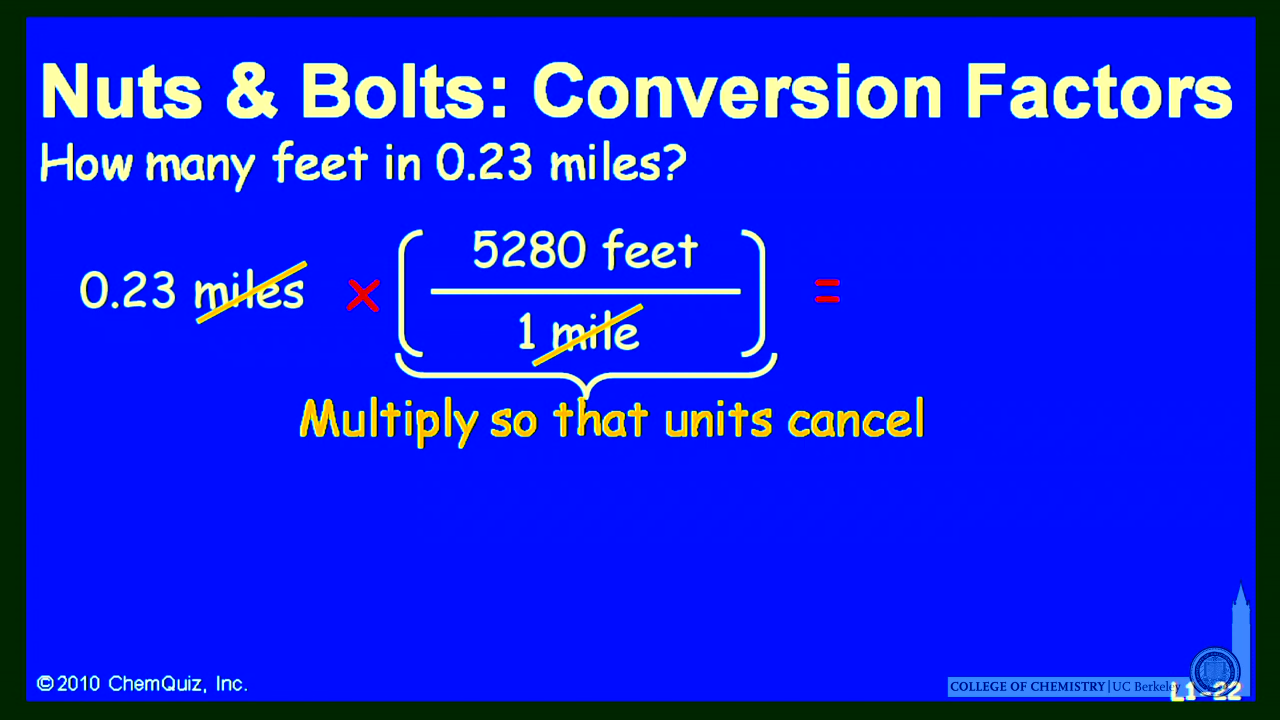 Nuts & Bolts: Conversion Factors
How many feet in 0.23 miles?
0.23 miles × ( 5280 feet / 1 mile ) =
Multiply so that units cancel
©2010 ChemQuiz, Inc.
COLLEGE OF CHEMISTRY | UC Berkeley
L1-22